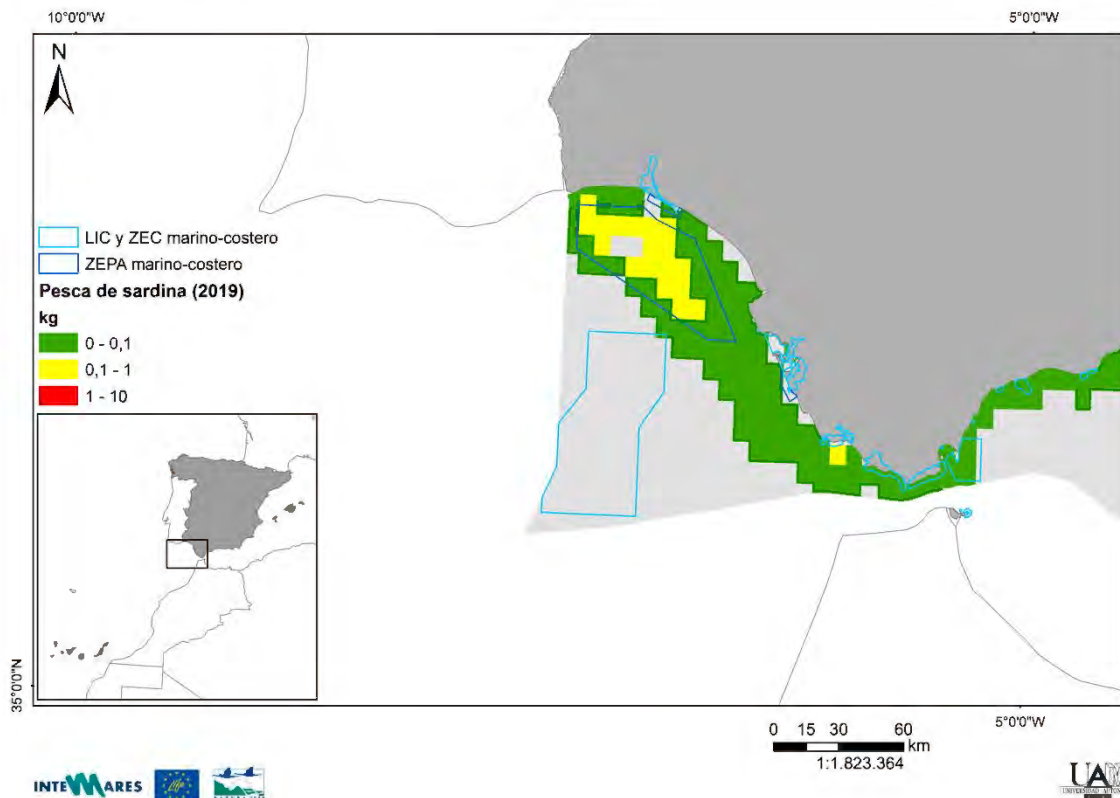 10°0'0"W 5°0'0"W
N
LIC y ZEC marino-costero
ZEPA marino-costero
Pesca de sardina (2019)
kg
0 - 0,1
0,1 - 1
1 - 10
35°0'0"N
5°0'0"W
0 15 30 60
km
1:1.823.364
INTEMARES
life
UAM